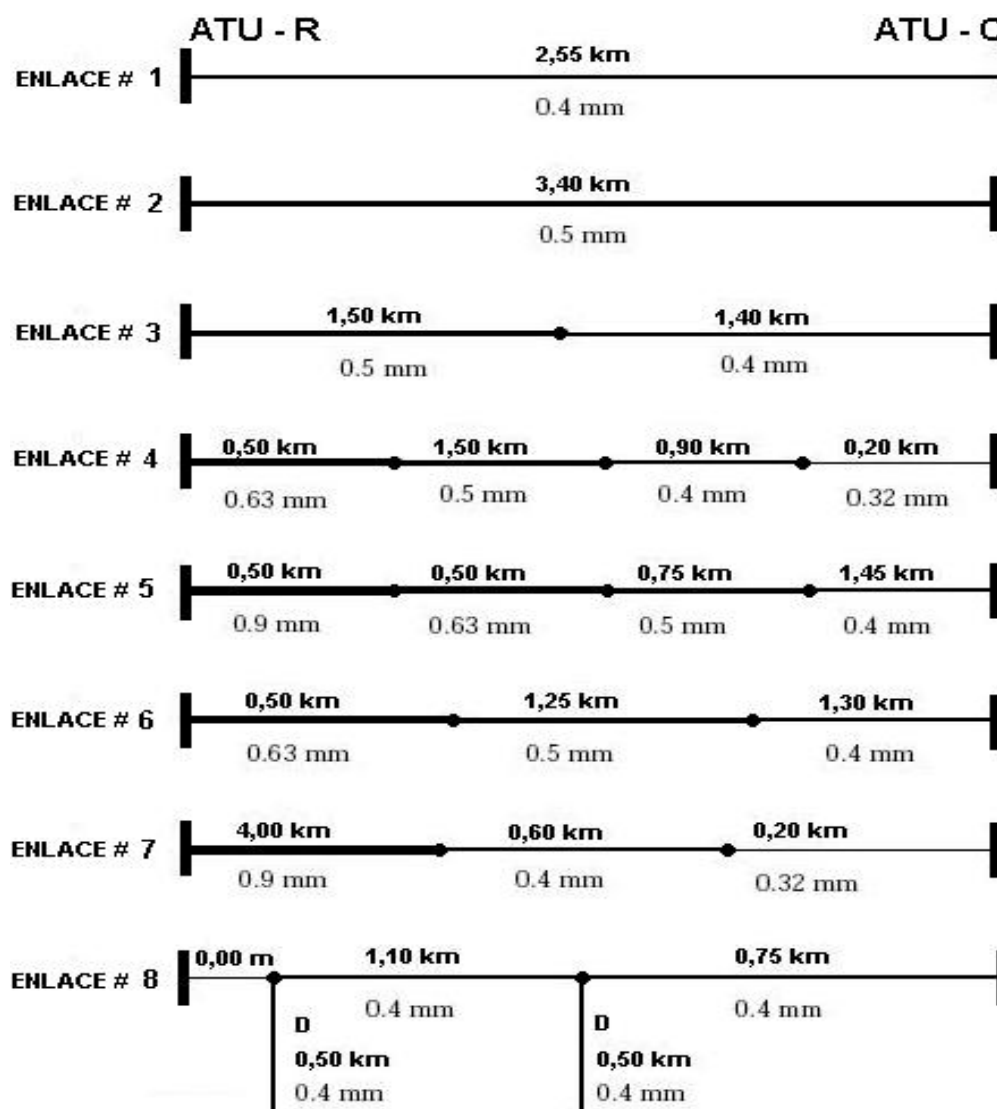 ATU - R ATU - C
2,55 km
ENLACE # 1
0.4 mm
3,40 km
ENLACE # 2
0.5 mm
1,50 km 1,40 km
ENLACE # 3
0.5 mm 0.4 mm
0,50 km 1,50 km 0,90 km 0,20 km
ENLACE # 4
0.63 mm 0.5 mm 0.4 mm 0.32 mm
0,50 km 0,50 km 0,75 km 1,45 km
ENLACE # 5
0.9 mm 0.63 mm 0.5 mm 0.4 mm
0,50 km 1,25 km 1,30 km
ENLACE # 6
0.63 mm 0.5 mm 0.4 mm
4,00 km 0,60 km 0,20 km
ENLACE # 7
0.9 mm 0.4 mm 0.32 mm
0,00 m 1,10 km 0,75 km
ENLACE # 8
0.4 mm 0.4 mm
D D
0,50 km 0,50 km
0.4 mm 0.4 mm